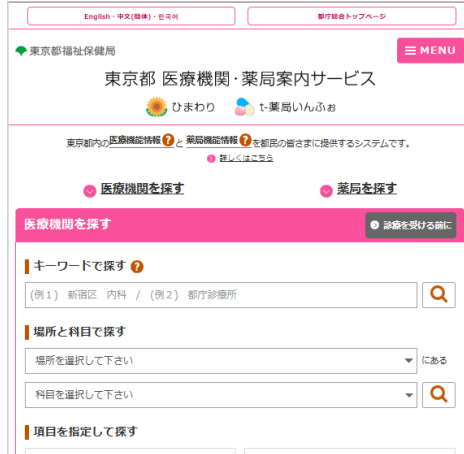 English・中文(簡体)・한국어
都庁総合トップページ
東京都福祉保健局
MENU
東京都 医療機関・薬局案内サービス
ひまわり t-薬局いんふぉ
東京都内の医療機能情報?と 薬局機能情報?を都民の皆さまに提供するシステムです。
詳しくはこちら
医療機関を探す
薬局を探す
医療機関を探す
診療を受ける前に
キーワードで探す ?
(例1) 新宿区 内科 / (例2) 都庁診療所
場所と科目で探す
場所を選択して下さい
にある
科目を選択して下さい
項目を指定して探す